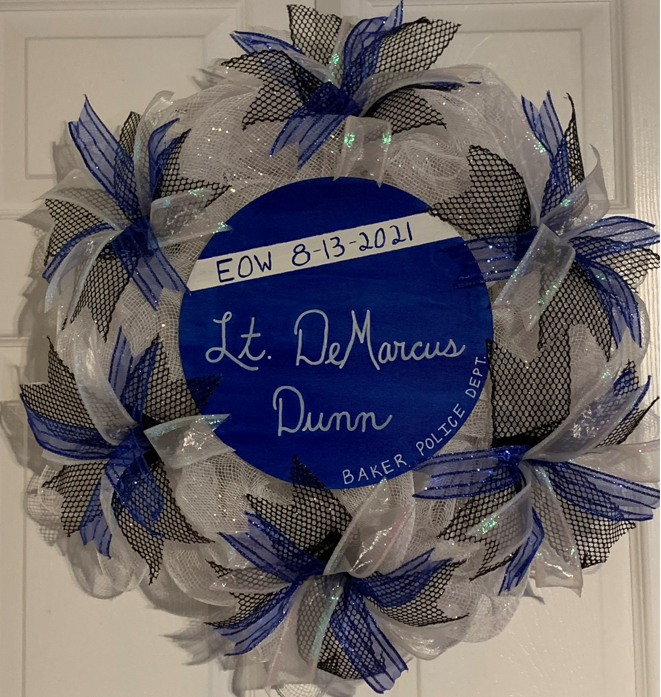 EOW 8-13-2021
Lt. DeMarcus
Dunn
BAKER POLICE DEPT.